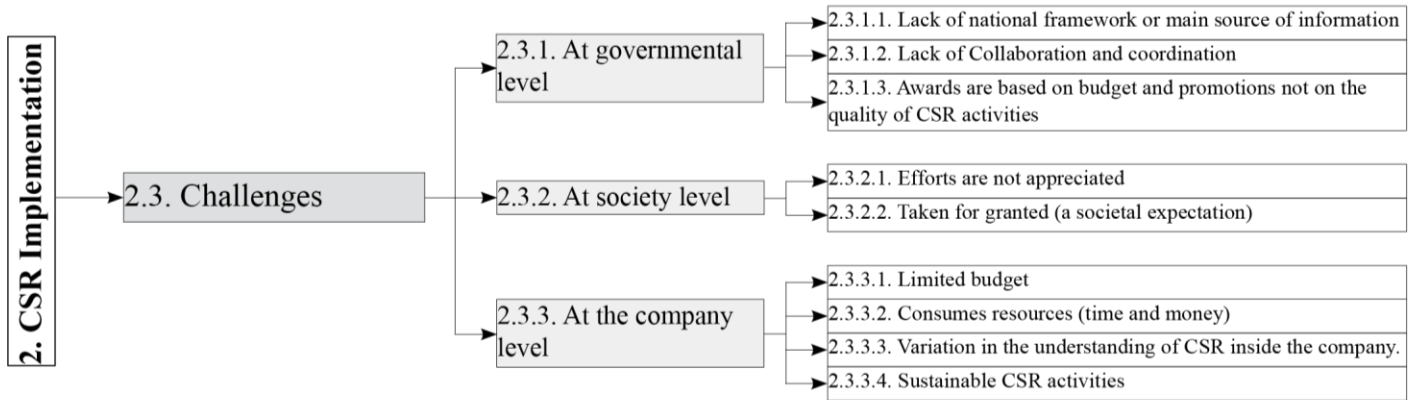 2. CSR Implementation
2.3. Challenges
2.3.1. At governmental
level
2.3.1.1. Lack of national framework or main source of information
2.3.1.2. Lack of Collaboration and coordination
2.3.1.3. Awards are based on budget and promotions not on the
quality of CSR activities
2.3.2. At society level
2.3.2.1. Efforts are not appreciated
2.3.2.2. Taken for granted (a societal expectation)
2.3.3. At the company
level
2.3.3.1. Limited budget
2.3.3.2. Consumes resources (time and money)
2.3.3.3. Variation in the understanding of CSR inside the company.
2.3.3.4. Sustainable CSR activities